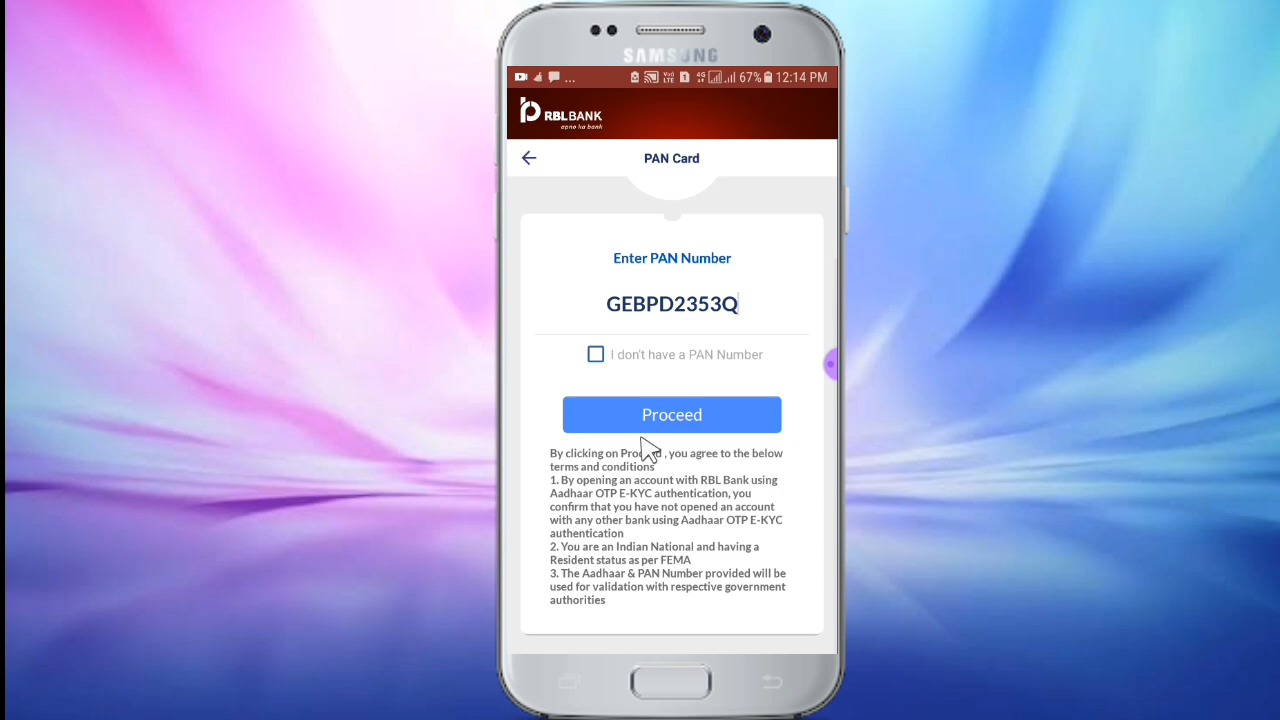 SAMSUNG
... VoLTE 1 4G 67% 12:14 PM
RBLBANK
apno ka bank
PAN Card
Enter PAN Number
GEBPD2353Q
I don't have a PAN Number
Proceed
By clicking on Proceed , you agree to the below
terms and conditions
1. By opening an account with RBL Bank using
Aadhaar OTP E-KYC authentication, you
confirm that you have not opened an account
with any other bank using Aadhaar OTP E-KYC
authentication
2. You are an Indian National and having a
Resident status as per FEMA
3. The Aadhaar & PAN Number provided will be
used for validation with respective government
authorities